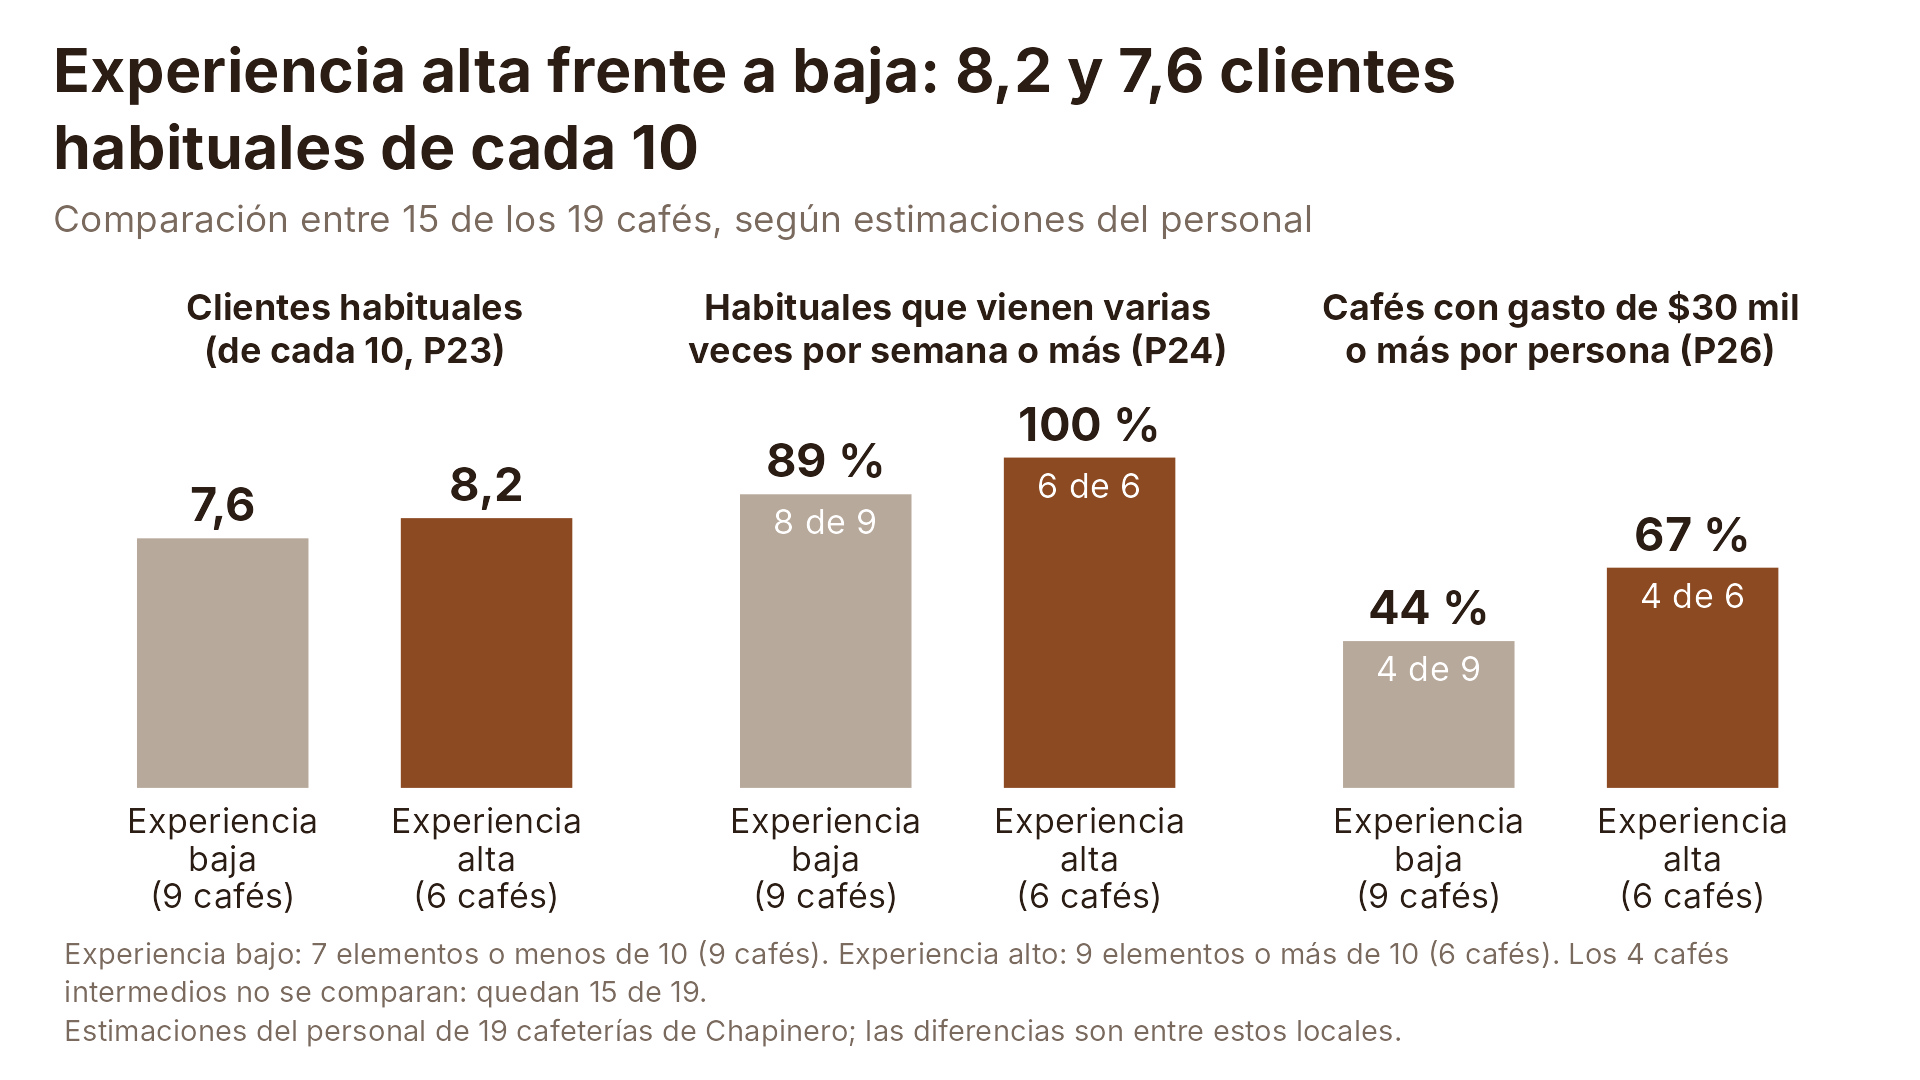 Experiencia alta frente a baja: 8,2 y 7,6 clientes
habituales de cada 10
Comparación entre 15 de los 19 cafés, según estimaciones del personal
Clientes habituales
(de cada 10, P23)
7,6
8,2
Experiencia
baja
(9 cafés)
Experiencia
alta
(6 cafés)
Habituales que vienen varias
veces por semana o más (P24)
89 %
8 de 9
100 %
6 de 6
Experiencia
baja
(9 cafés)
Experiencia
alta
(6 cafés)
Cafés con gasto de $30 mil
o más por persona (P26)
44 %
4 de 9
67 %
4 de 6
Experiencia
baja
(9 cafés)
Experiencia
alta
(6 cafés)
Experiencia bajo: 7 elementos o menos de 10 (9 cafés). Experiencia alto: 9 elementos o más de 10 (6 cafés). Los 4 cafés
intermedios no se comparan: quedan 15 de 19.
Estimaciones del personal de 19 cafeterías de Chapinero; las diferencias son entre estos locales.